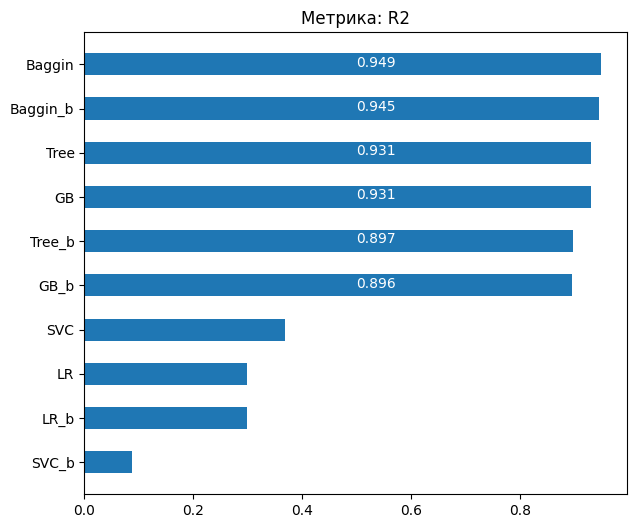 Метрика: R2
Baggin 0.949
Baggin_b 0.945
Tree 0.931
GB 0.931
Tree_b 0.897
GB_b 0.896
SVC
LR
LR_b
SVC_b
0.0 0.2 0.4 0.6 0.8